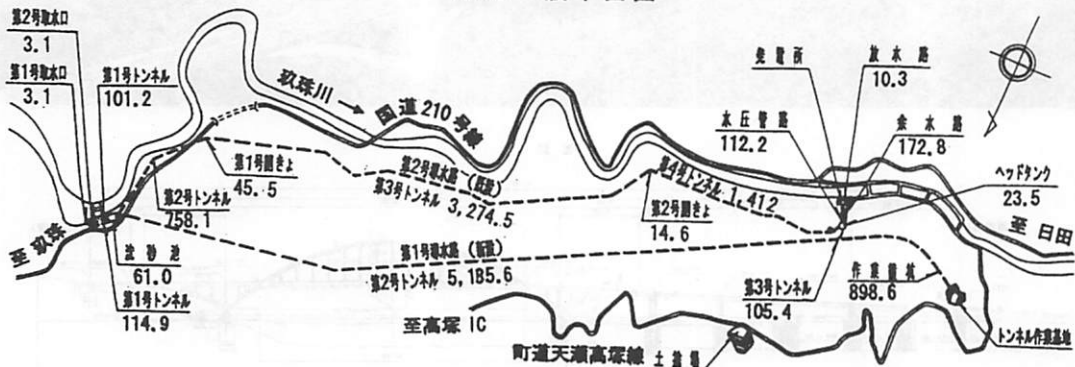 第2号取水口
3.1
第1号取水口
3.1
第1号トンネル
101.2
玖珠川
国道210号線
発電所
放水路
10.3
水圧管路
112.2
余水路
172.8
ヘッドタンク
23.5
至日田
第1号開きょ
45.5
第2号導水路(既設)
第3号トンネル 3,274.5
第4号トンネル 1,412
第2号開きょ
14.6
第2号トンネル
758.1
至玖珠
沈砂池
61.0
第1号トンネル
114.9
第1号導水路(新設)
第2号トンネル 5,185.6
第3号トンネル
105.4
作業横坑
898.6
トンネル作業基地
至高塚IC
町道天瀬高塚線
土捨場